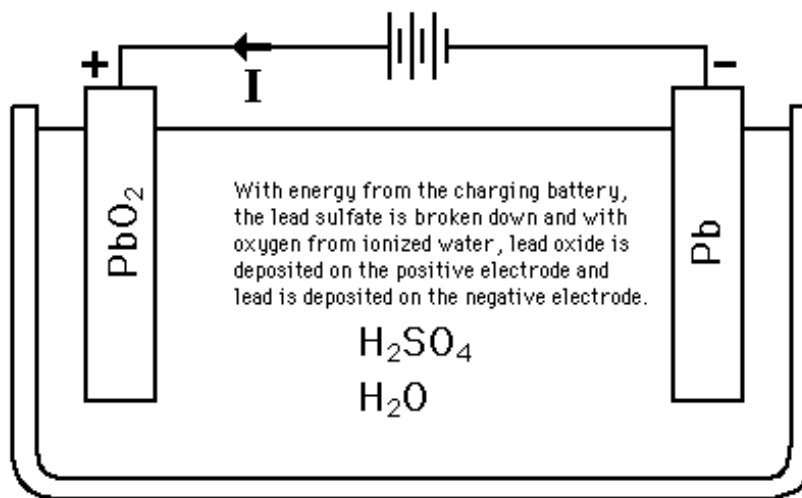 +
-
I
With energy from the charging battery,
the lead sulfate is broken down and with
oxygen from ionized water, lead oxide is
deposited on the positive electrode and
lead is deposited on the negative electrode.
PbO₂
Pb
H₂SO₄
H₂O